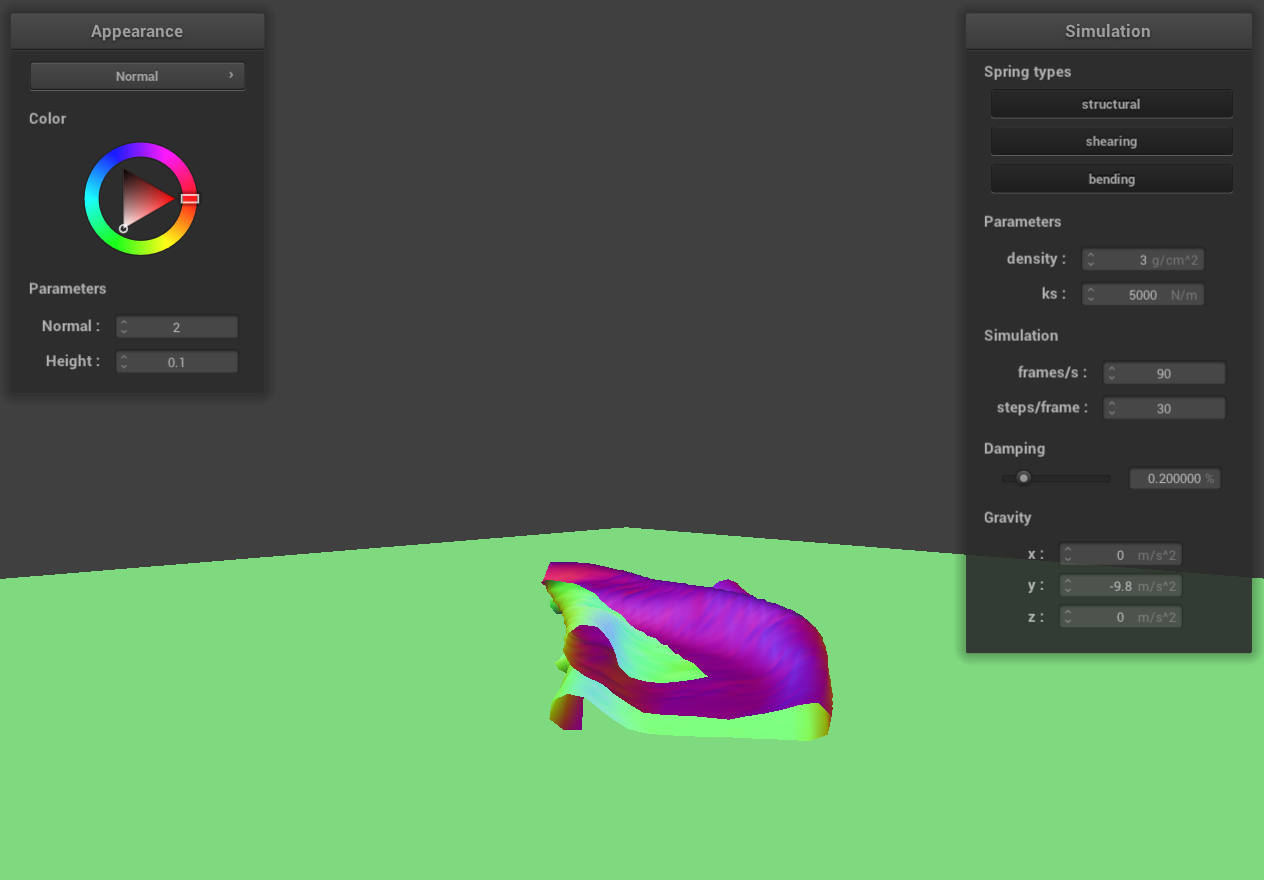 Appearance
Normal
Color
Parameters
Normal : 2
Height : 0.1
Simulation
Spring types
structural
shearing
bending
Parameters
density : 3 g/cm^2
ks : 5000 N/m
Simulation
frames/s : 90
steps/frame : 30
Damping
0.200000 %
Gravity
x : 0 m/s^2
y : -9.8 m/s^2
z : 0 m/s^2